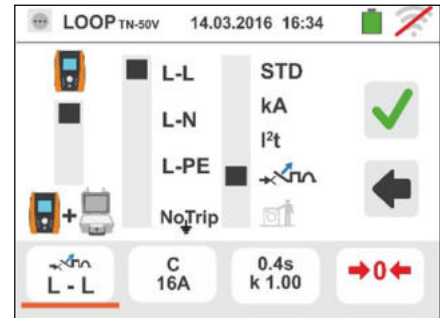 LOOP TN-50V 14.03.2016 16:34
L-L
L-N
L-PE
NoTrip
STD
kA
I²t
+
L - L
C
16A
0.4s
k 1.00
0